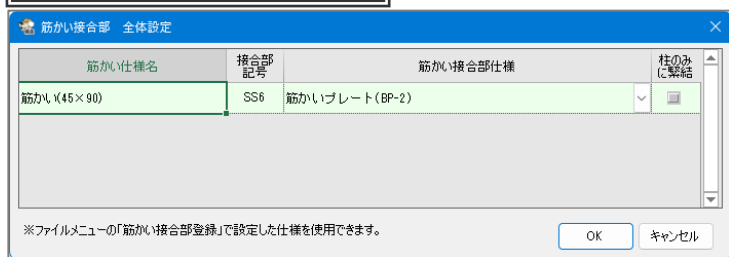 筋かい接合部　全体設定
筋かい仕様名
接合部
記号
筋かい接合部仕様
柱のみ
に緊結
筋かい(45×90)
SS6
筋かいプレート(BP-2)
※ファイルメニューの「筋かい接合部登録」で設定した仕様を使用できます。
OK
キャンセル